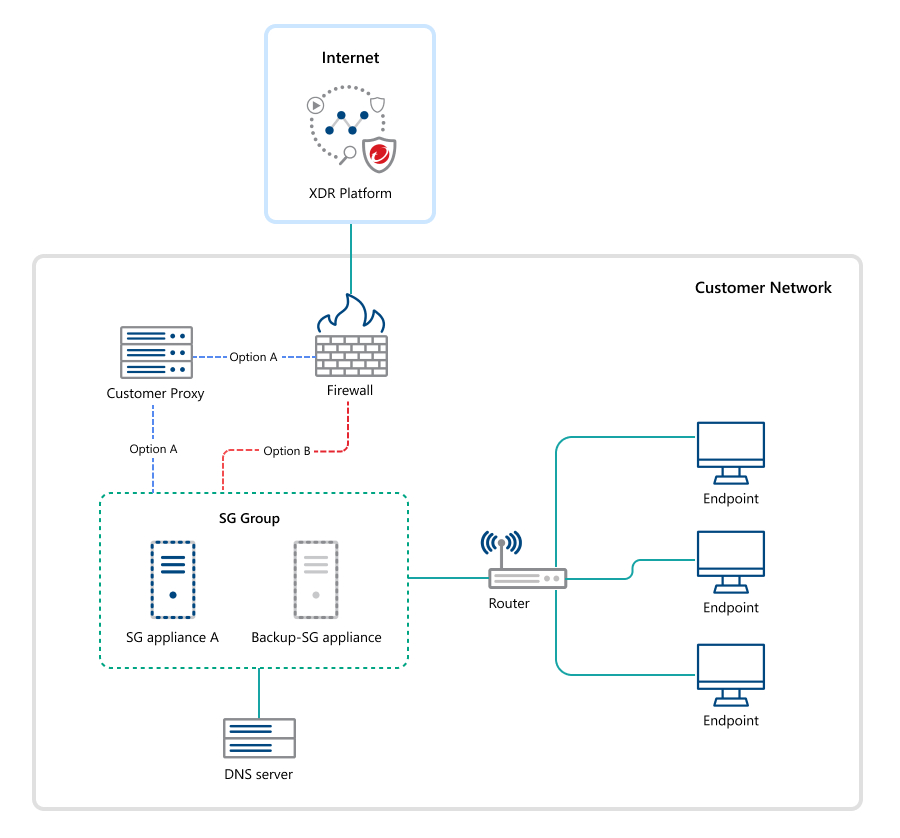 Internet
XDR Platform
Customer Network
Option A
Customer Proxy
Firewall
Option A
Option B
Endpoint
SG Group
SG appliance A
Backup-SG appliance
Router
Endpoint
Endpoint
DNS server